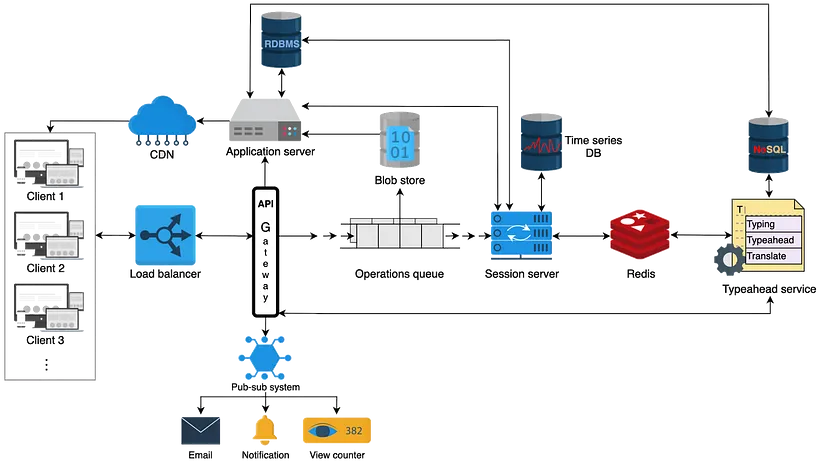 RDBMS
CDN
Application server
10
01
Blob store
Time series
DB
NoSQL
Client 1
Client 2
Client 3
Load balancer
API
Gateway
Operations queue
Session server
Redis
T
Typing
Typeahead
Translate
Typeahead service
Pub-sub system
382
Email
Notification
View counter